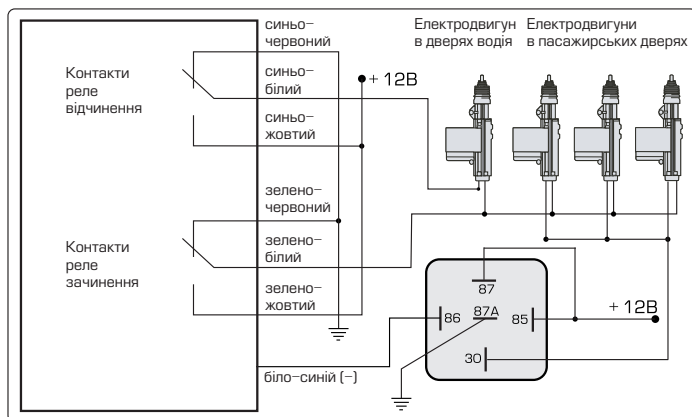 синьо–
червоний
Електродвигун
в дверях водія
Електродвигуни
в пасажирських дверях
Контакти
реле
відчинення
синьо–
білий
+ 12В
синьо–
жовтий
зелено–
червоний
Контакти
реле
зачинення
зелено–
білий
зелено–
жовтий
87
87А
86
85
30
+ 12В
біло–синій (–)